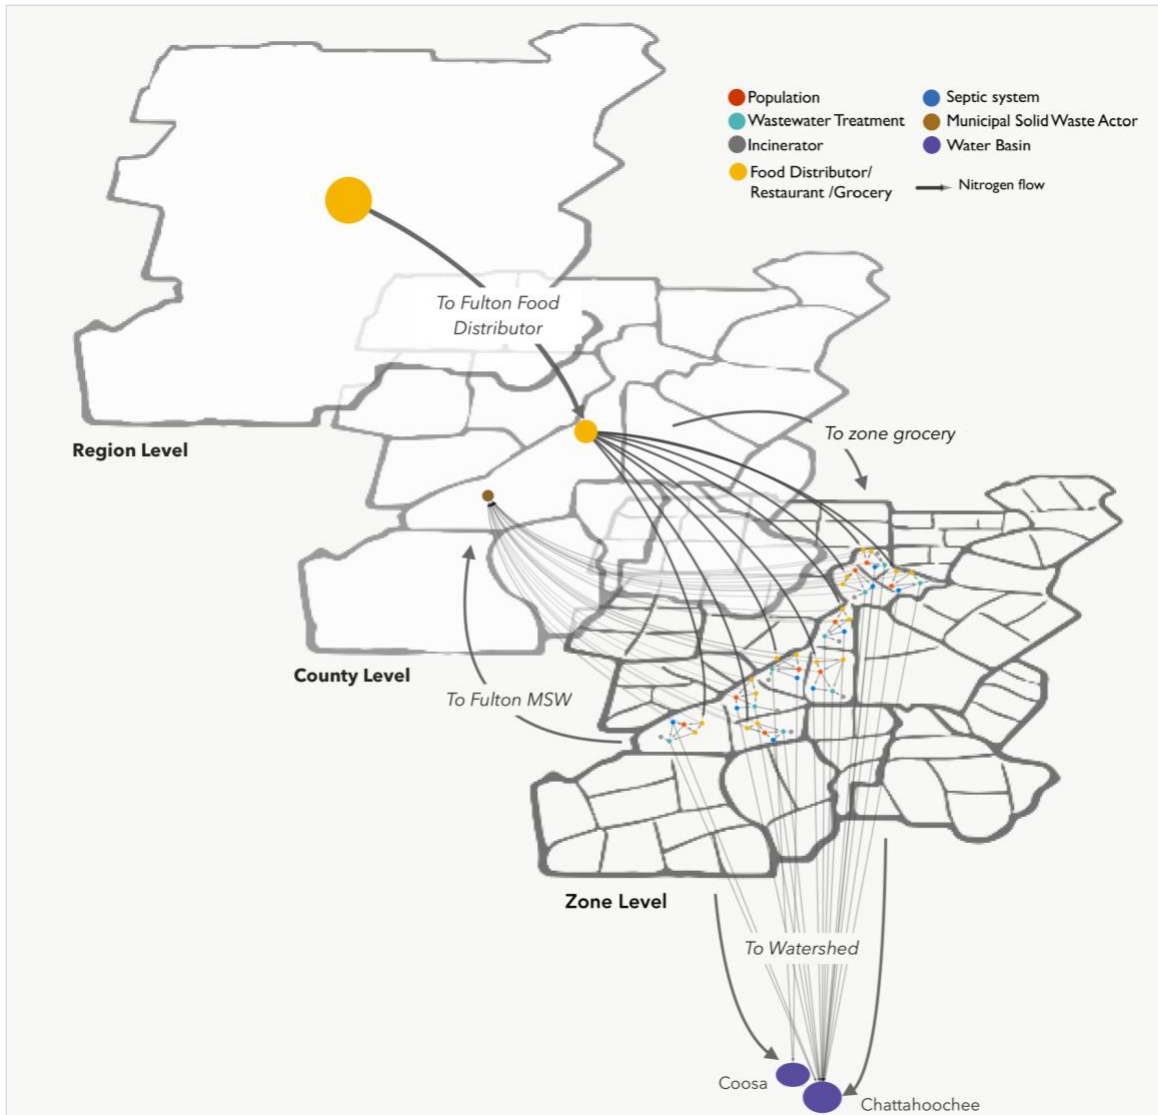 Population
Wastewater Treatment
Incinerator
Food Distributor/
Restaurant /Grocery
Septic system
Municipal Solid Waste Actor
Water Basin
Nitrogen flow
To Fulton Food
Distributor
Region Level
To zone grocery
County Level
To Fulton MSW
Zone Level
To Watershed
Coosa
Chattahoochee